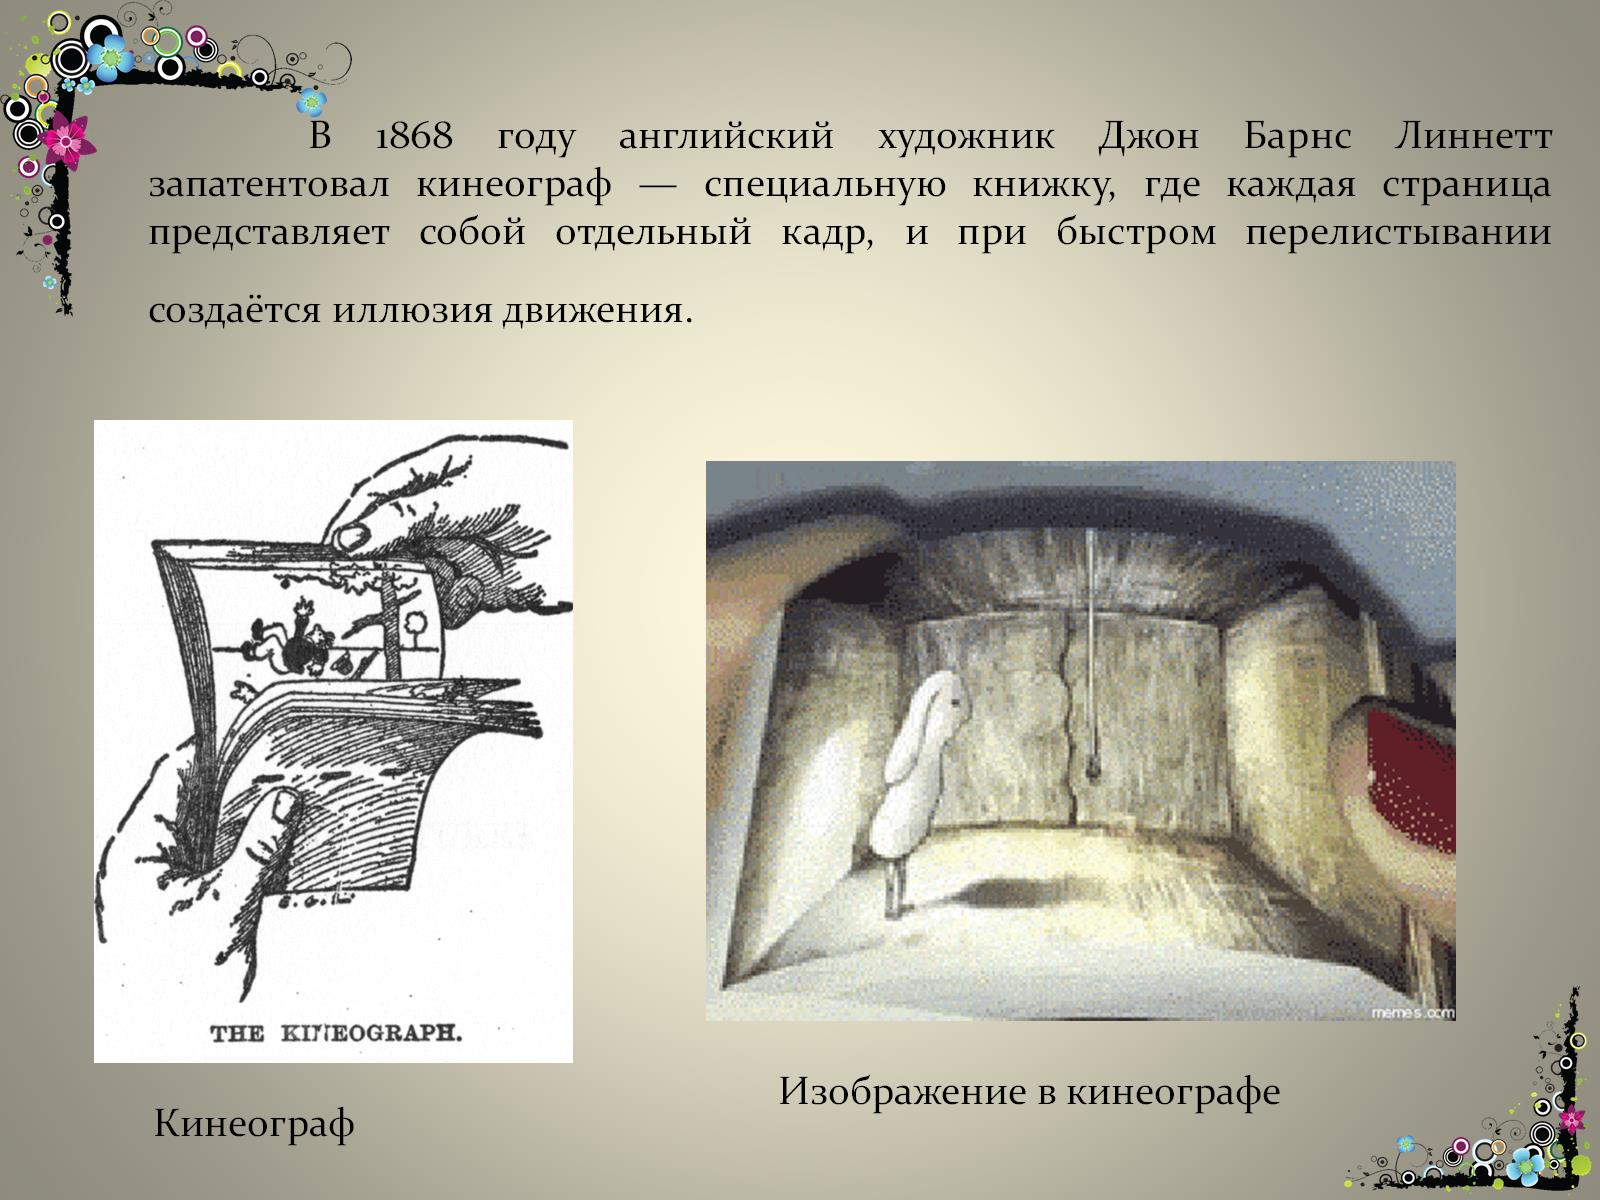 В 1868 году английский художник Джон Барнс Линнетт
запатентовал кинеограф — специальную книжку, где каждая страница
представляет собой отдельный кадр, и при быстром перелистывании
создаётся иллюзия движения.
THE KINEOGRAPH.
memes.com
Изображение в кинеографе
Кинеограф